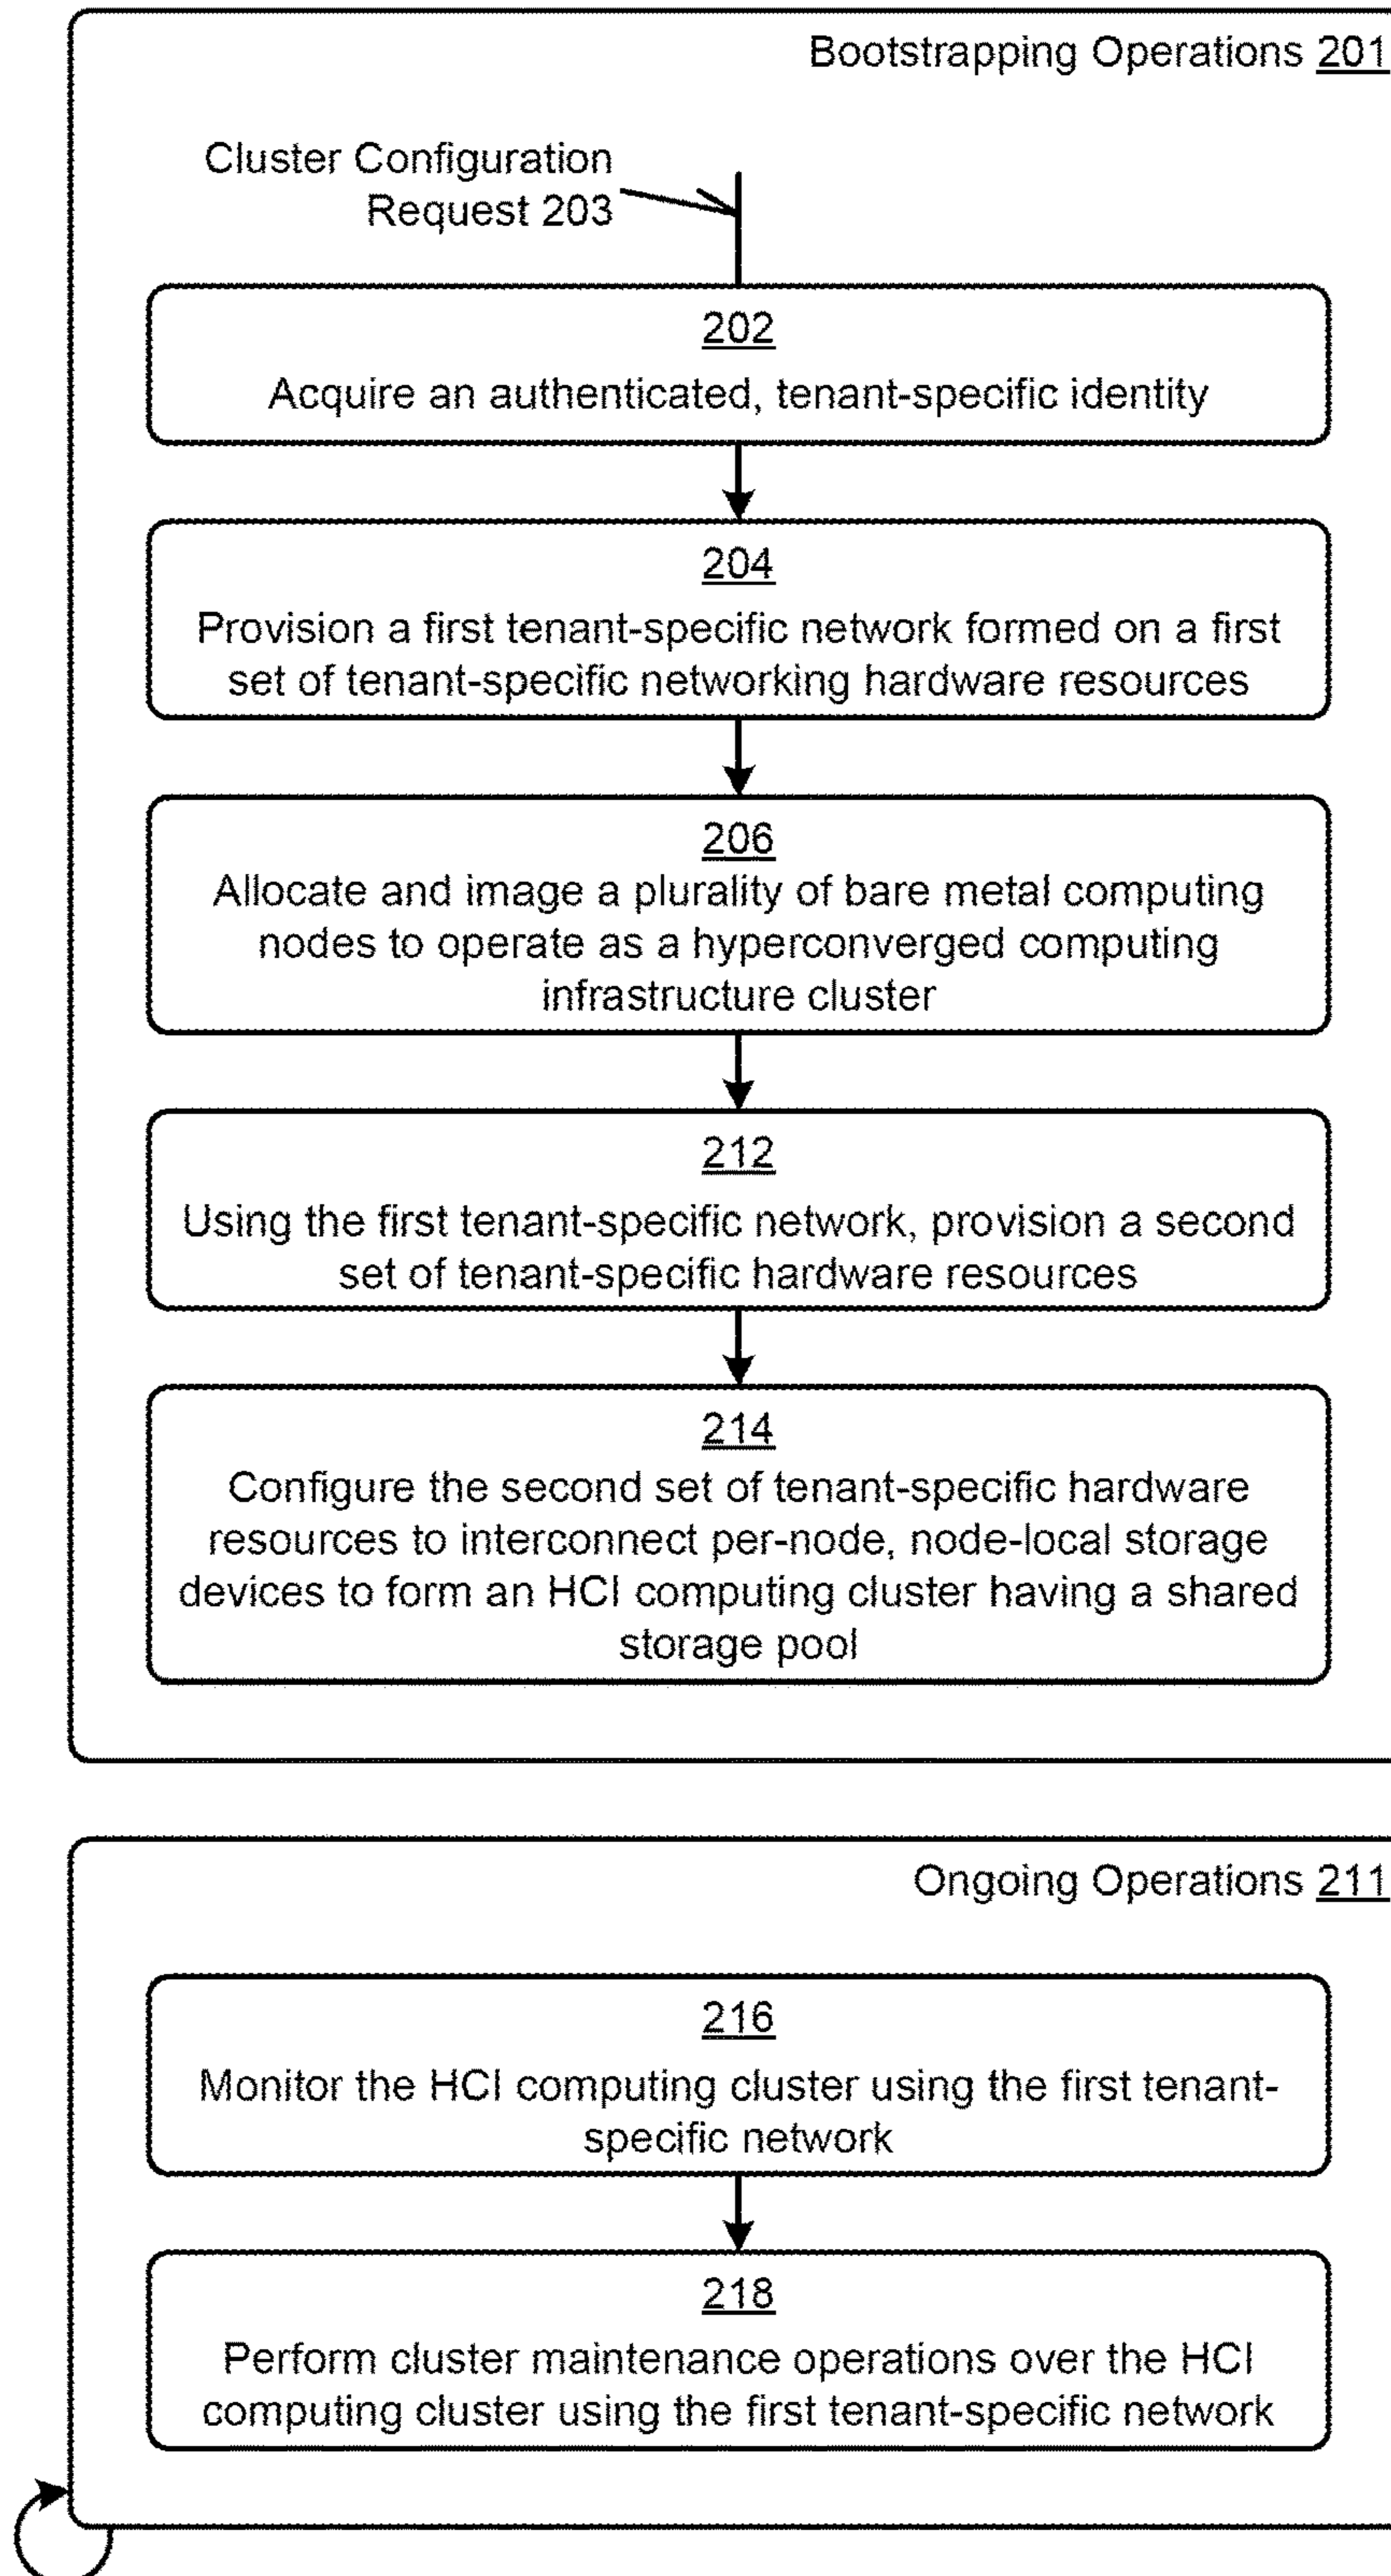 Bootstrapping Operations 201
Cluster Configuration
Request 203
202
Acquire an authenticated, tenant-specific identity
204
Provision a first tenant-specific network formed on a first
set of tenant-specific networking hardware resources
206
Allocate and image a plurality of bare metal computing
nodes to operate as a hyperconverged computing
infrastructure cluster
212
Using the first tenant-specific network, provision a second
set of tenant-specific hardware resources
214
Configure the second set of tenant-specific hardware
resources to interconnect per-node, node-local storage
devices to form an HCI computing cluster having a shared
storage pool
Ongoing Operations 211
216
Monitor the HCI computing cluster using the first tenant-
specific network
218
Perform cluster maintenance operations over the HCI
computing cluster using the first tenant-specific network